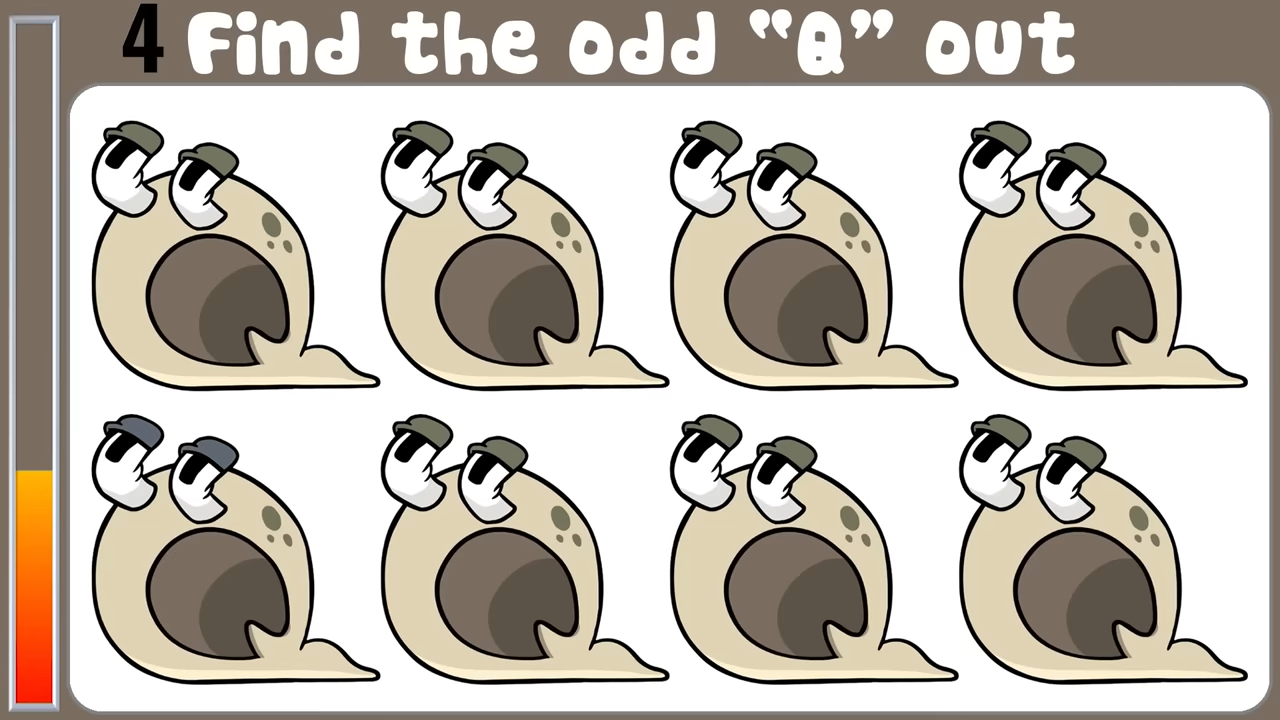 4 Find the odd “Q” out